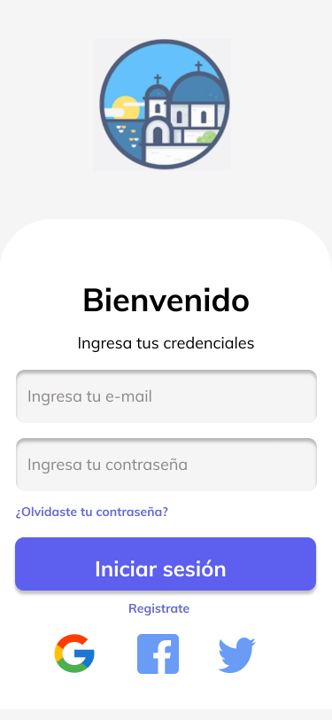 Bienvenido
Ingresa tus credenciales
Ingresa tu e-mail
Ingresa tu contraseña
¿Olvidaste tu contraseña?
Iniciar sesión
Registrate